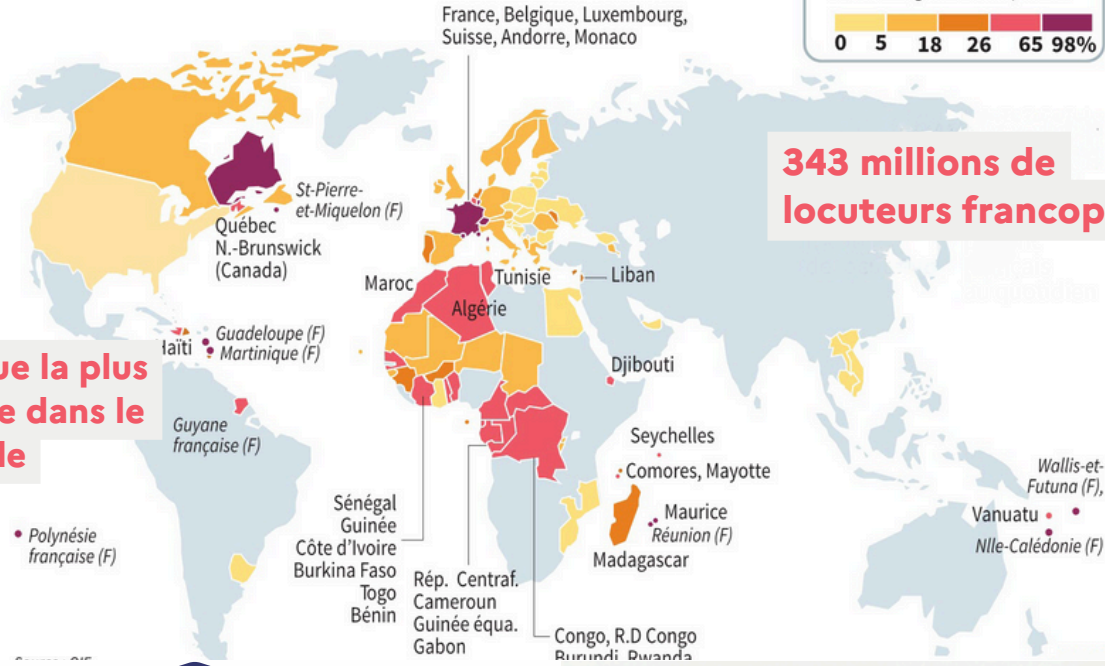 France, Belgique, Luxembourg,
Suisse, Andorre, Monaco
0 5 18 26 65 98%
343 millions de
locuteurs francop
St-Pierre-
et-Miquelon (F)
Québec
N.-Brunswick
(Canada)
Maroc
Tunisie
Algérie
Liban
Haïti
Guadeloupe (F)
Martinique (F)
ue la plus
e dans le
le
Djibouti
Guyane
française (F)
Seychelles
Comores, Mayotte
Maurice
Réunion (F)
Madagascar
Wallis-et-
Futuna (F),
Vanuatu
Nlle-Calédonie (F)
Polynésie
française (F)
Sénégal
Guinée
Côte d'Ivoire
Burkina Faso
Togo
Bénin
Rép. Centraf.
Cameroun
Guinée équa.
Gabon
Congo, R.D Congo
Burundi, Rwanda